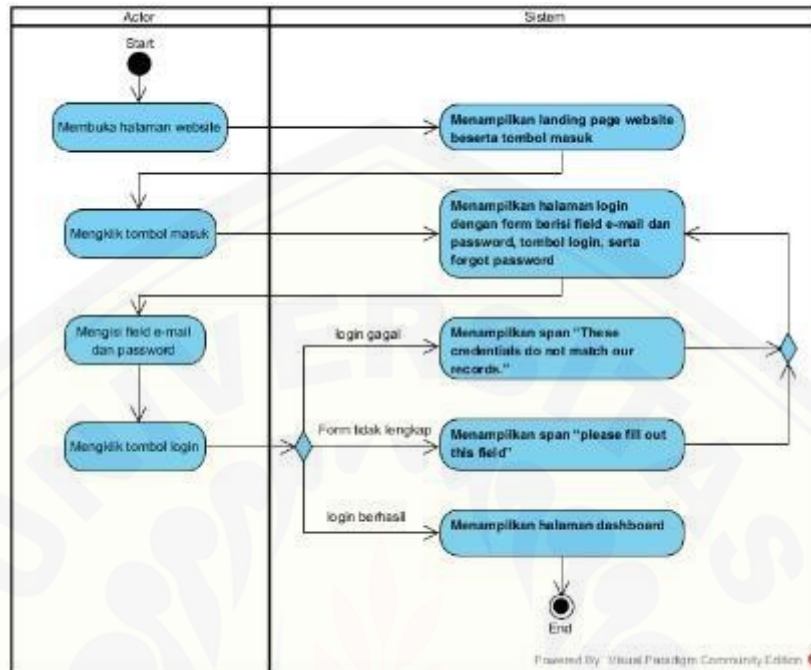 Actor
Sistem
Start
Membuka halaman website
Menampilkan landing page website
beserta tombol masuk
Mengklik tombol masuk
Menampilkan halaman login
dengan form berisi field e-mail dan
password, tombol login, serta
forgot password
Mengisi field e-mail
dan password
login gagal
Menampilkan span "These
credentials do not match our
records."
Mengklik tombol login
Form tidak lengkap
Menampilkan span "please fill out
this field"
login berhasil
Menampilkan halaman dashboard
End
Powered By Visual Paradigm Community Edition
UNIVERSITAS